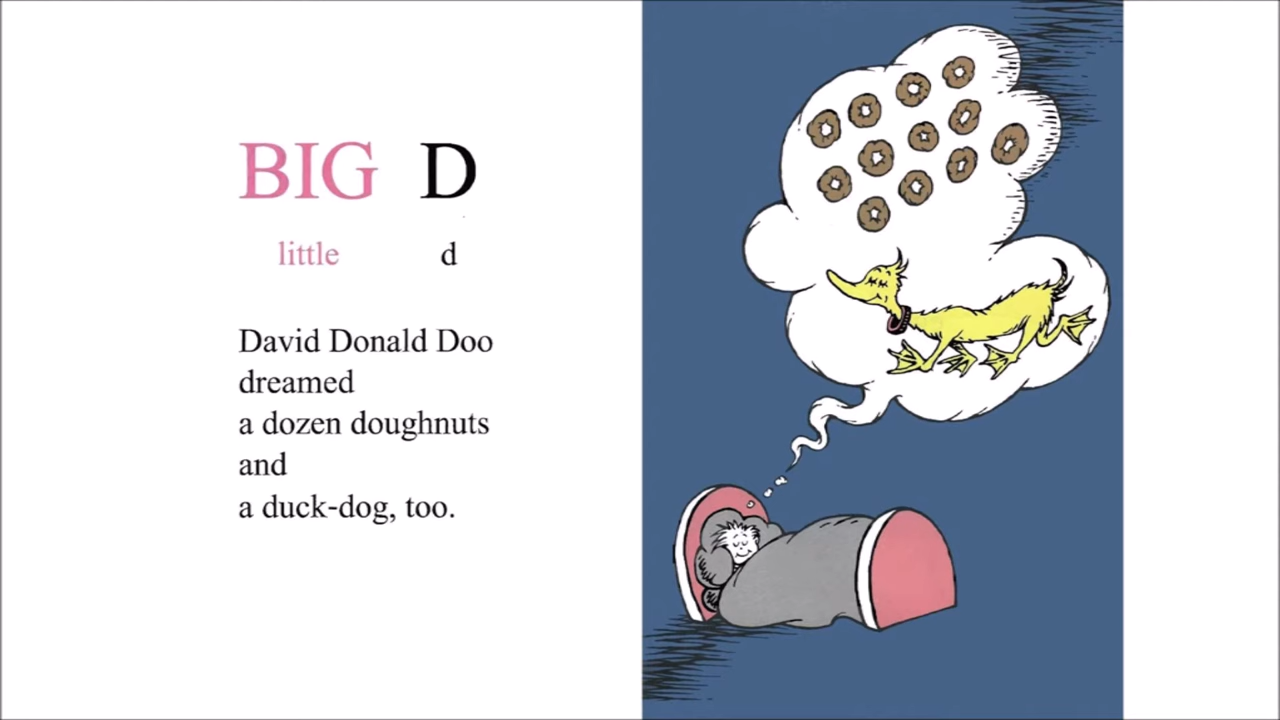 BIG D
little d
David Donald Doo
dreamed
a dozen doughnuts
and
a duck-dog, too.